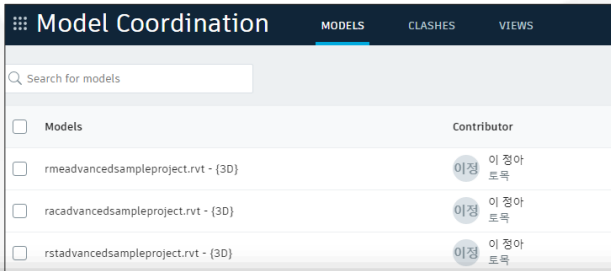 Model Coordination
MODELS
CLASHES
VIEWS
Search for models
Models
Contributor
rmeadvancedsampleproject.rvt - {3D}
이정
이 정아
토목
racadvancedsampleproject.rvt - {3D}
이정
이 정아
토목
rstadvancedsampleproject.rvt - {3D}
이정
이 정아
토목